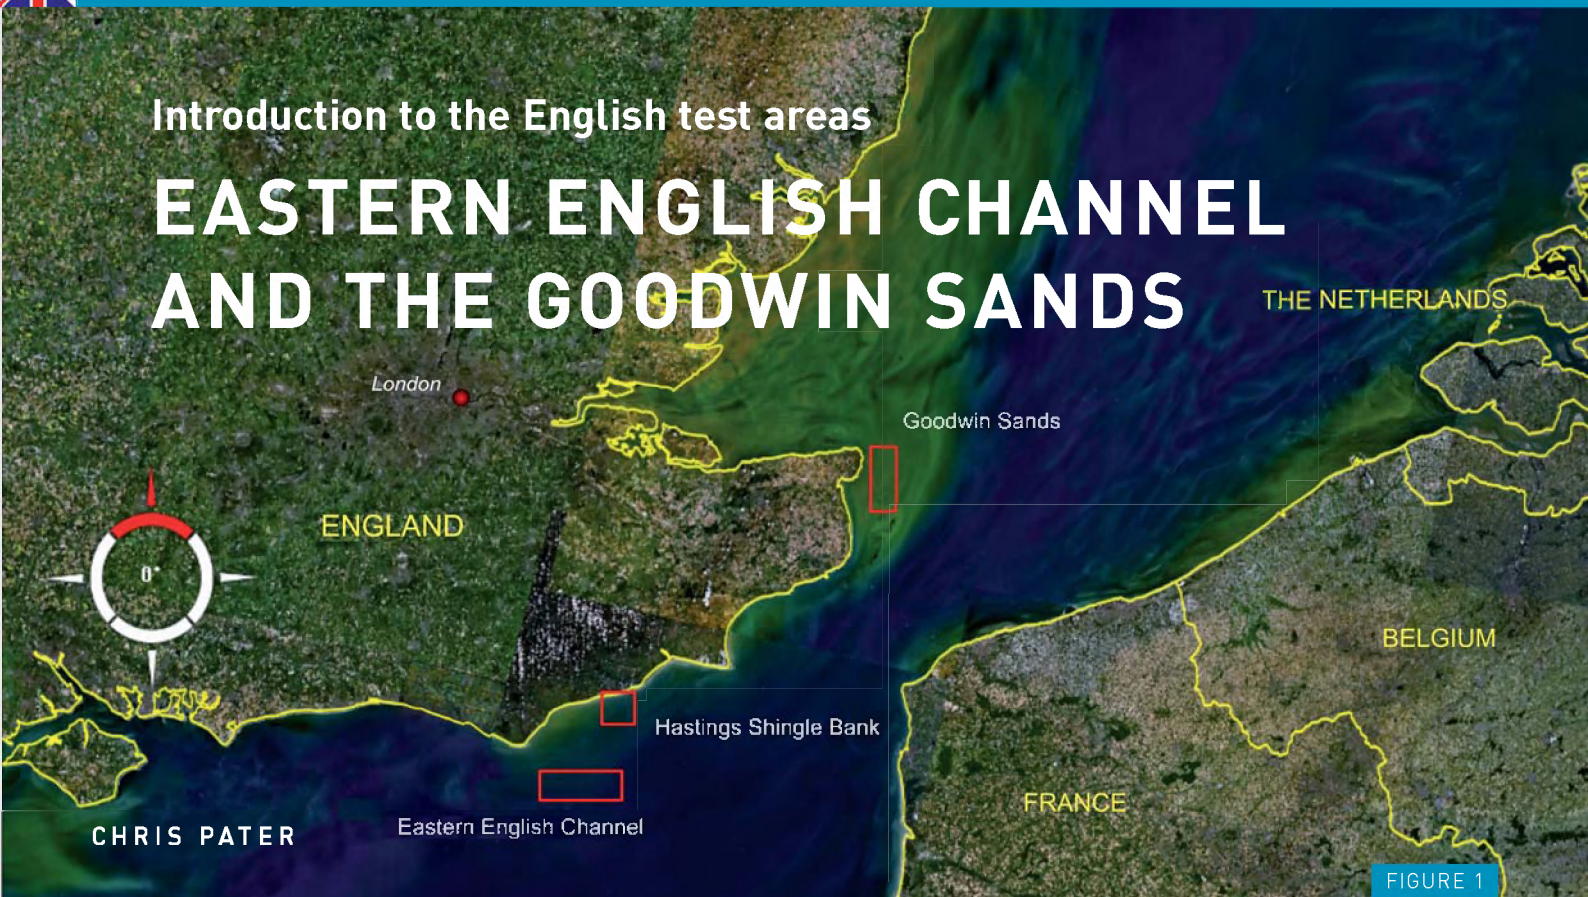 Introduction to the English test areas
EASTERN ENGLISH CHANNEL
AND THE GOODWIN SANDS
THE NETHERLANDS
London
Goodwin Sands
ENGLAND
0°
BELGIUM
Hastings Shingle Bank
FRANCE
Eastern English Channel
CHRIS PATER
FIGURE 1